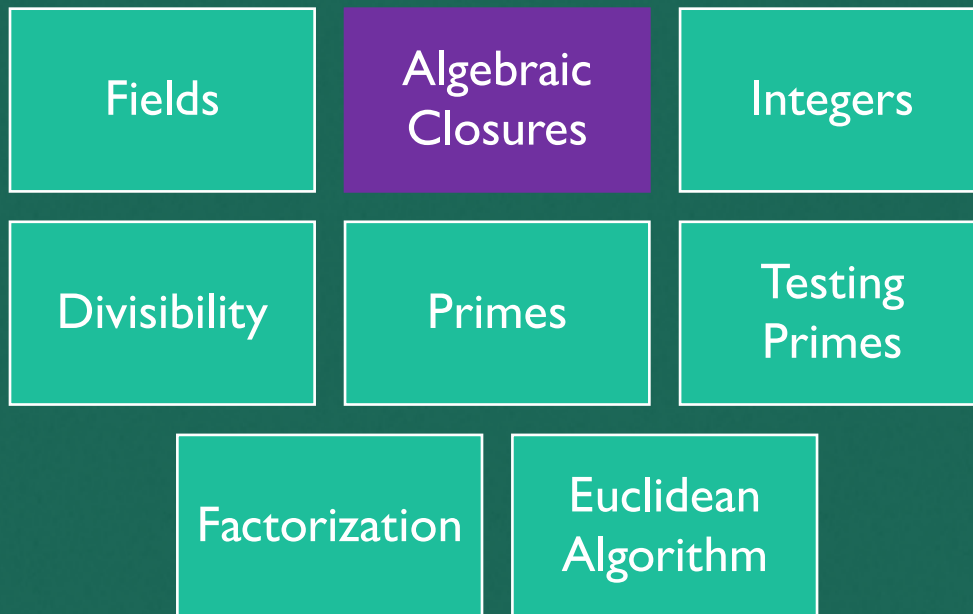 Fields
Algebraic
Closures
Integers
Divisibility
Primes
Testing
Primes
Factorization
Euclidean
Algorithm